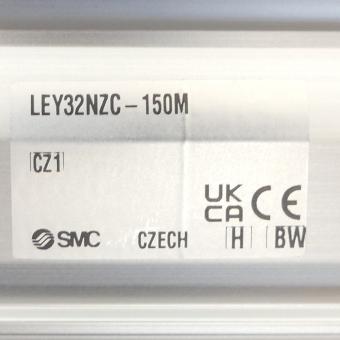 LEY32NZC-150M
CZ1
UK
CA CE
SMC CZECH H BW